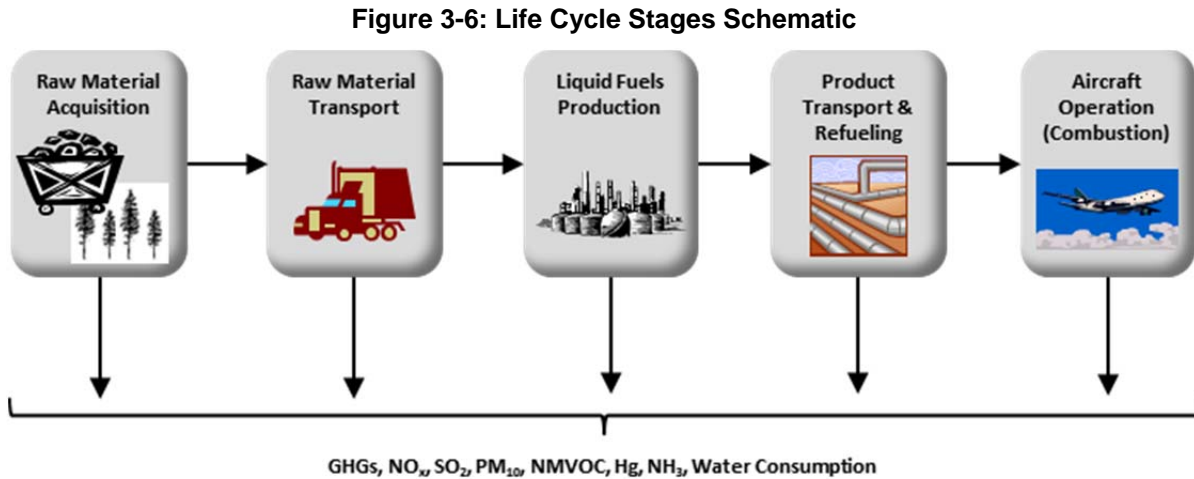 Figure 3-6: Life Cycle Stages Schematic
Raw Material
Acquisition
Raw Material
Transport
Liquid Fuels
Production
Product
Transport &
Refueling
Aircraft
Operation
(Combustion)
GHGs, NOₓ, SO₂, PM₁₀, NMVOC, Hg, NH₃, Water Consumption